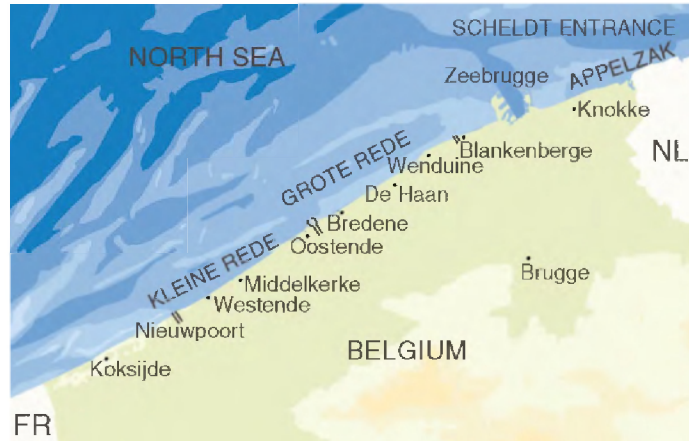 SCHELDT ENTRANCE
NORTH SEA
Zeebrugge
APPELZAK
Knokke
Blankenberge
NL
Wenduine
GROTE REDE
De Haan
Bredene
Oostende
Brugge
KLEINE REDE
Middelkerke
Westende
Nieuwpoort
BELGIUM
Koksijde
FR